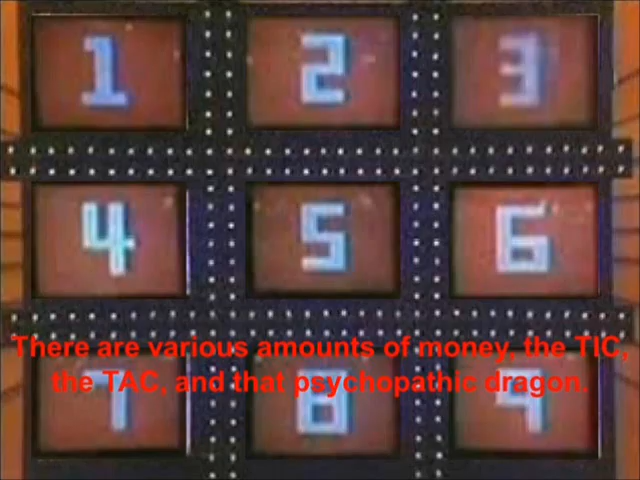 1 2 3
4 5 6
There are various amounts of money, the TIC,
the TAC, and that psychopathic dragon.
7 8 9